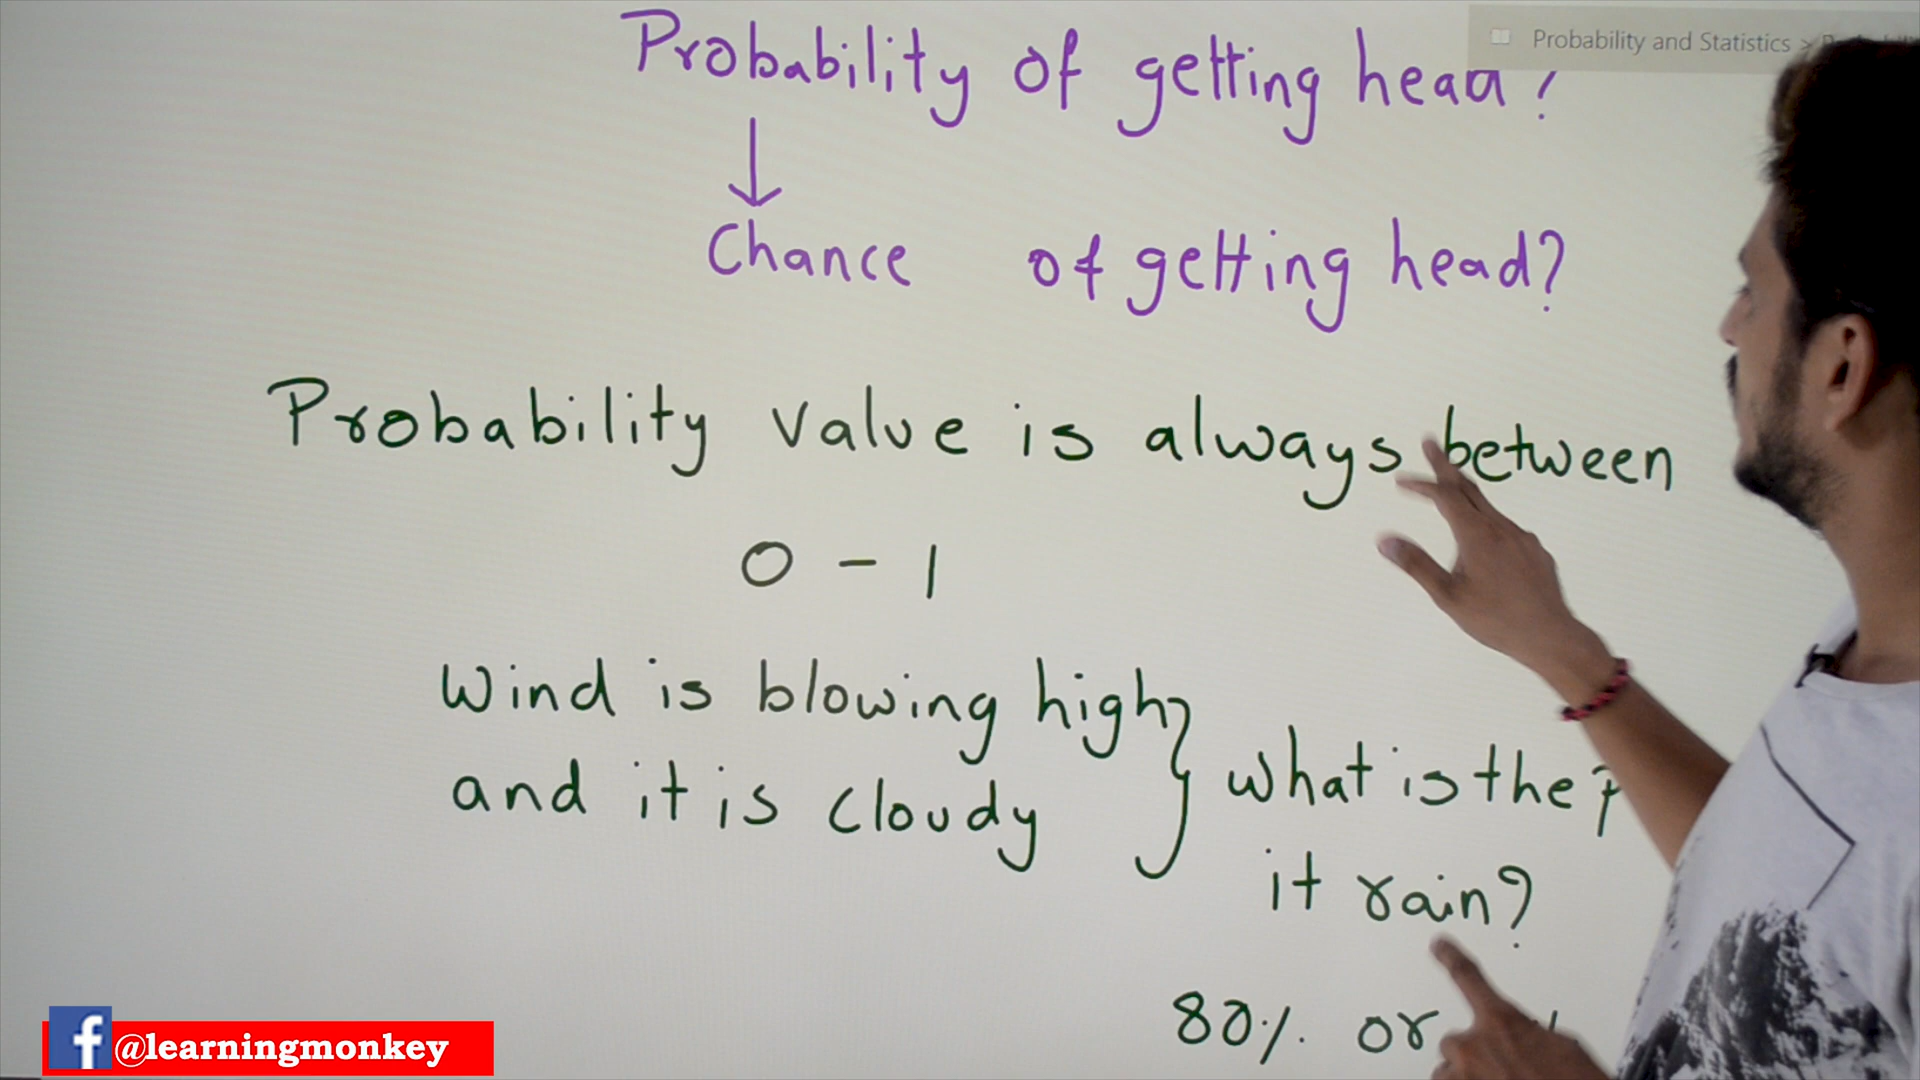 Probability and Statistics >
Probability of getting head?
Chance of getting head?
Probability value is always between
0 - 1
Wind is blowing high
and it is cloudy
what is the
it rain?
80% or
f @learningmonkey